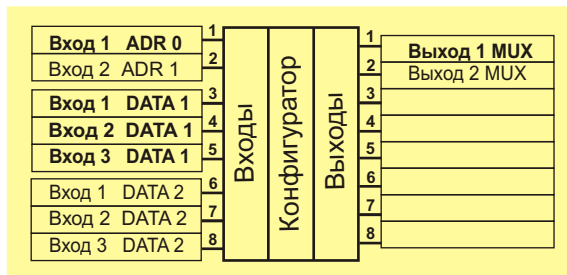 Вход 1 ADR 0
Вход 2 ADR 1
Вход 1 DATA 1
Вход 2 DATA 1
Вход 3 DATA 1
Вход 1 DATA 2
Вход 2 DATA 2
Вход 3 DATA 2
1
2
3
4
5
6
7
8
Входы
Конфигуратор
Выходы
1
2
3
4
5
6
7
8
Выход 1 MUX
Выход 2 MUX